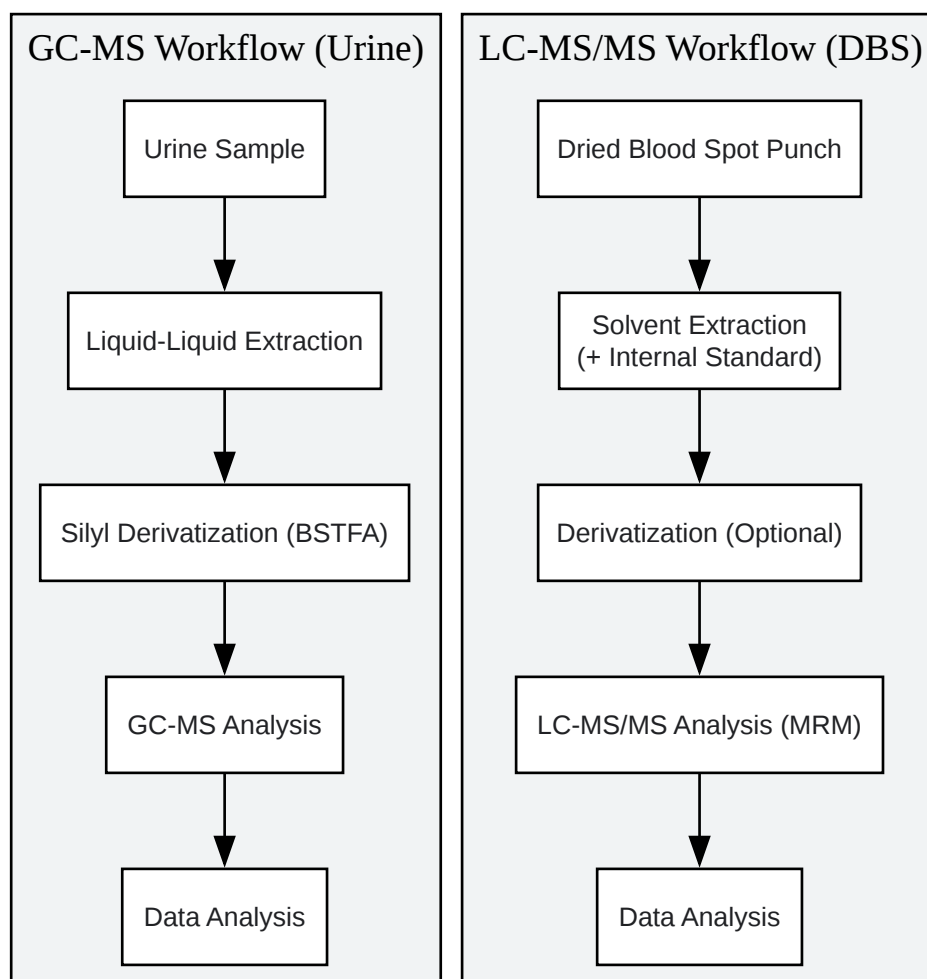 GC-MS Workflow (Urine)
Urine Sample
Liquid-Liquid Extraction
Silyl Derivatization (BSTFA)
GC-MS Analysis
Data Analysis
LC-MS/MS Workflow (DBS)
Dried Blood Spot Punch
Solvent Extraction
(+ Internal Standard)
Derivatization (Optional)
LC-MS/MS Analysis (MRM)
Data Analysis